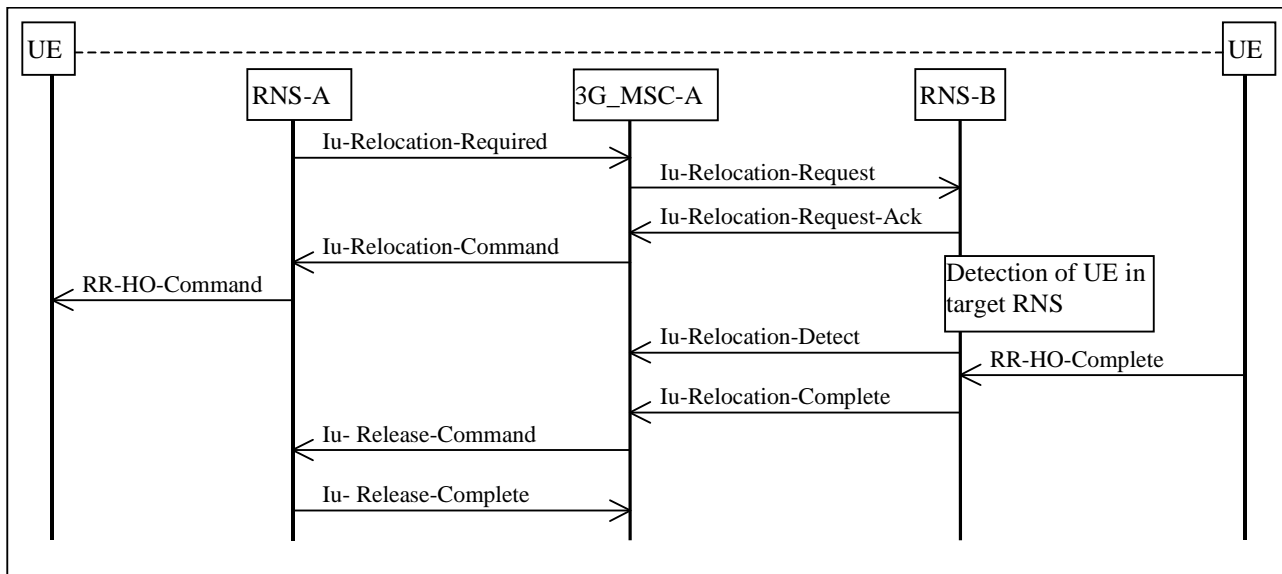 UE
UE
RNS-A
3G_MSC-A
RNS-B
Iu-Relocation-Required
Iu-Relocation-Request
Iu-Relocation-Request-Ack
Iu-Relocation-Command
RR-HO-Command
Detection of UE in
target RNS
Iu-Relocation-Detect
RR-HO-Complete
Iu-Relocation-Complete
Iu- Release-Command
Iu- Release-Complete